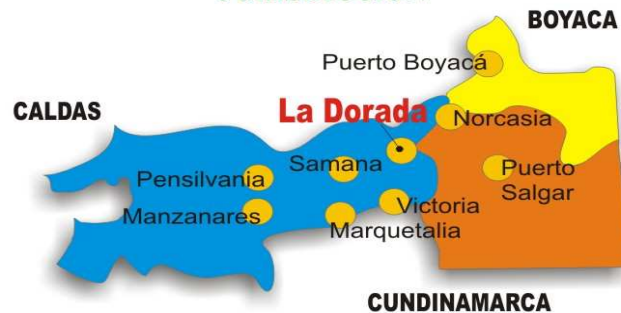 BOYACA
Puerto Boyacá
CALDAS
La Dorada
Norcasia
Samana
Pensilvania
Puerto
Salgar
Manzanares
Victoria
Marquetalia
CUNDINAMARCA